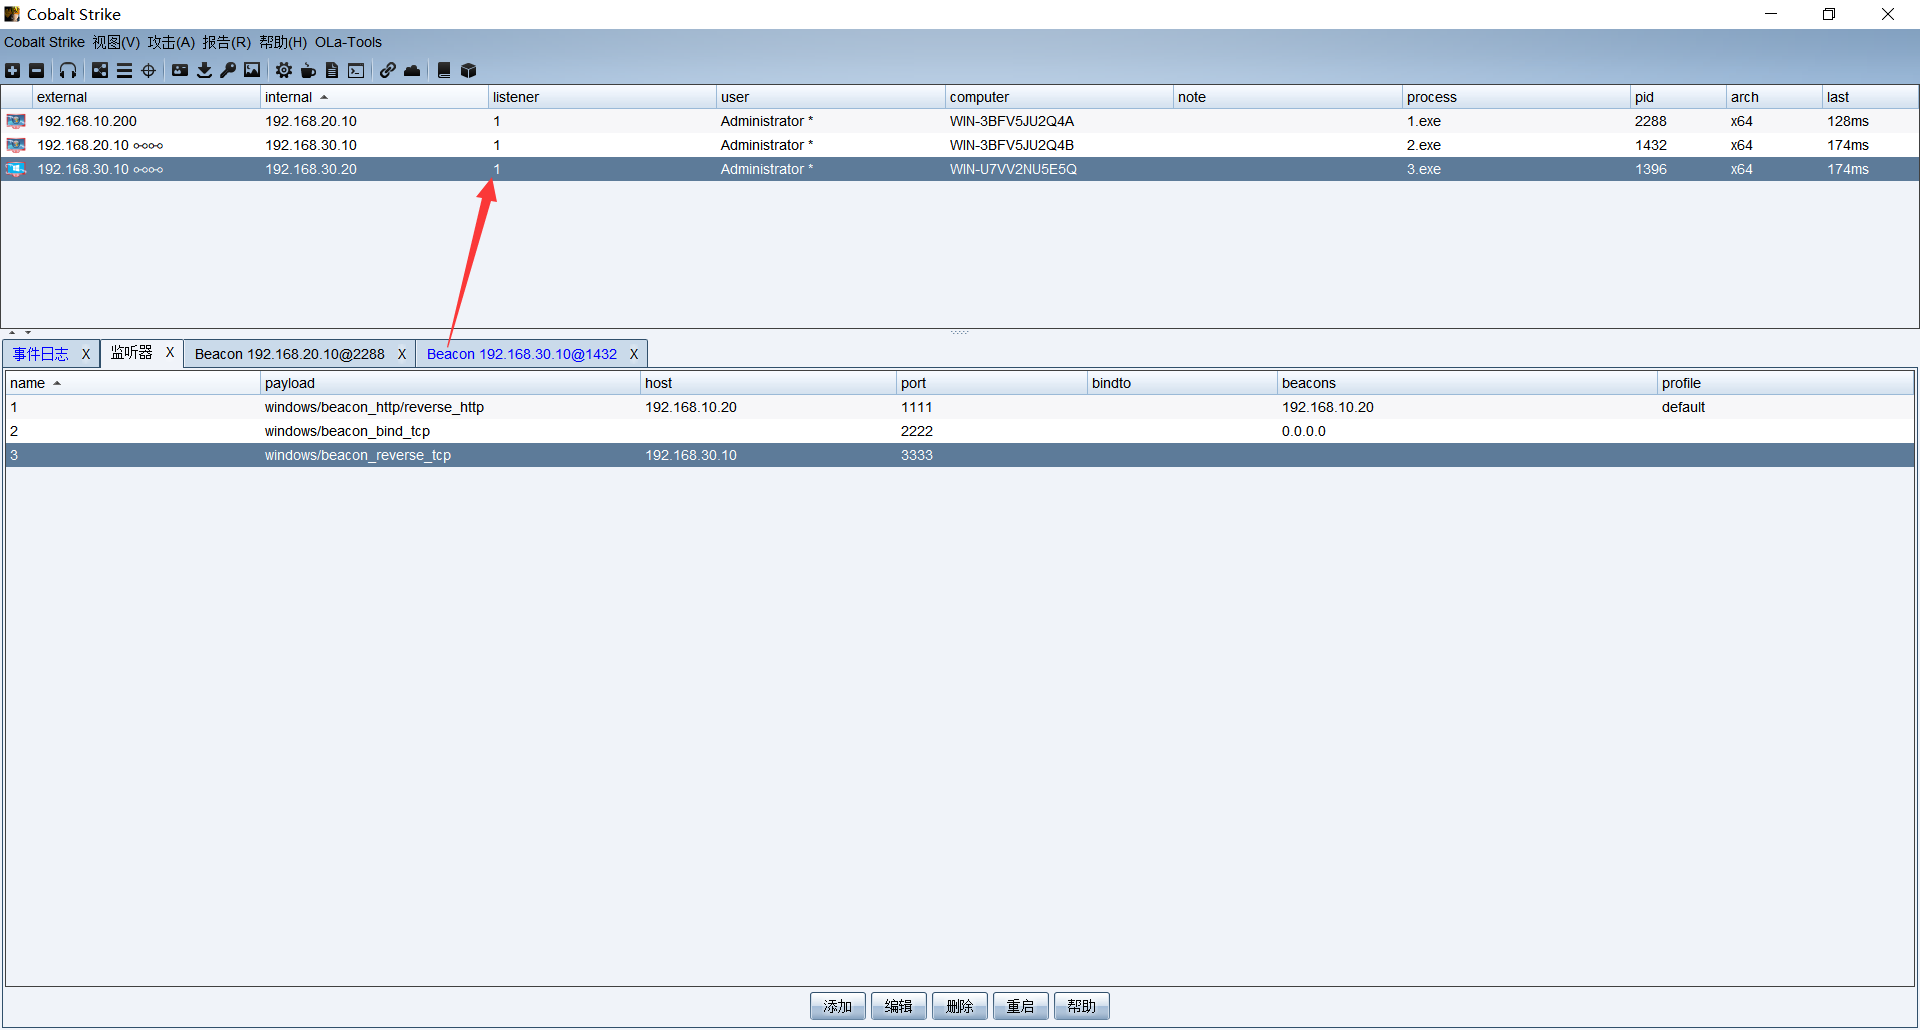 Cobalt Strike
Cobalt Strike 视图(V) 攻击(A) 报告(R) 帮助(H) OLa-Tools
external internal listener user computer note process pid arch last
192.168.10.200 192.168.20.10 1 Administrator * WIN-3BFV5JU2Q4A 1.exe 2288 x64 128ms
192.168.20.10 192.168.30.10 1 Administrator * WIN-3BFV5JU2Q4B 2.exe 1432 x64 174ms
192.168.30.10 192.168.30.20 1 Administrator * WIN-U7VV2NU5E5Q 3.exe 1396 x64 174ms
事件日志 X 监听器 X Beacon 192.168.20.10@2288 X Beacon 192.168.30.10@1432 X
name payload host port bindto beacons profile
1 windows/beacon_http/reverse_http 192.168.10.20 1111 192.168.10.20 default
2 windows/beacon_bind_tcp 2222 0.0.0.0
3 windows/beacon_reverse_tcp 192.168.30.10 3333
添加 编辑 删除 重启 帮助